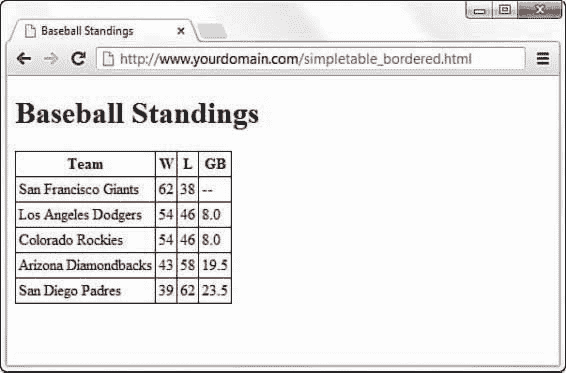 Baseball Standings
http://www.yourdomain.com/simpletable_bordered.html
Baseball Standings
Team W L GB
San Francisco Giants 62 38 --
Los Angeles Dodgers 54 46 8.0
Colorado Rockies 54 46 8.0
Arizona Diamondbacks 43 58 19.5
San Diego Padres 39 62 23.5